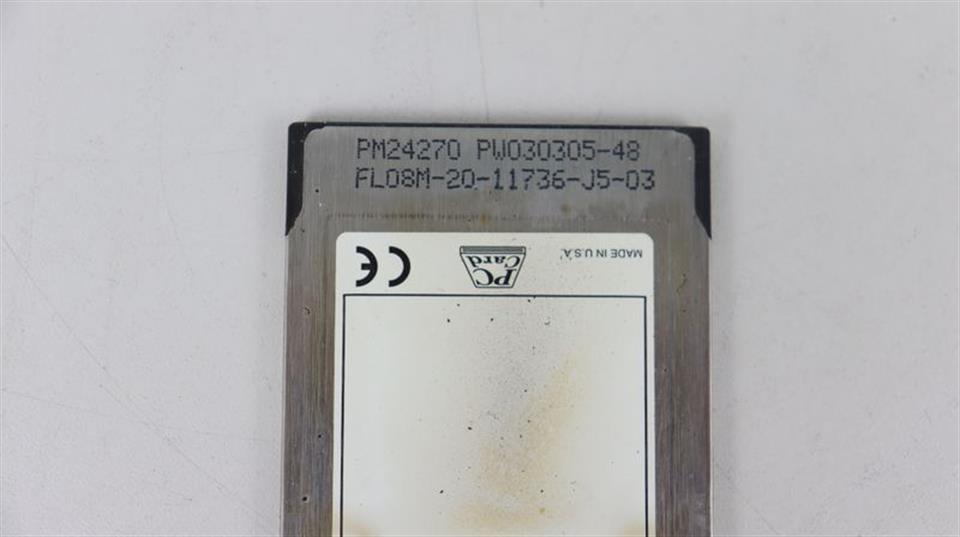 PM24270 PW030305-48
FL08M-20-11736-J5-03
CE
PC
Card
MADE IN U.S.A.